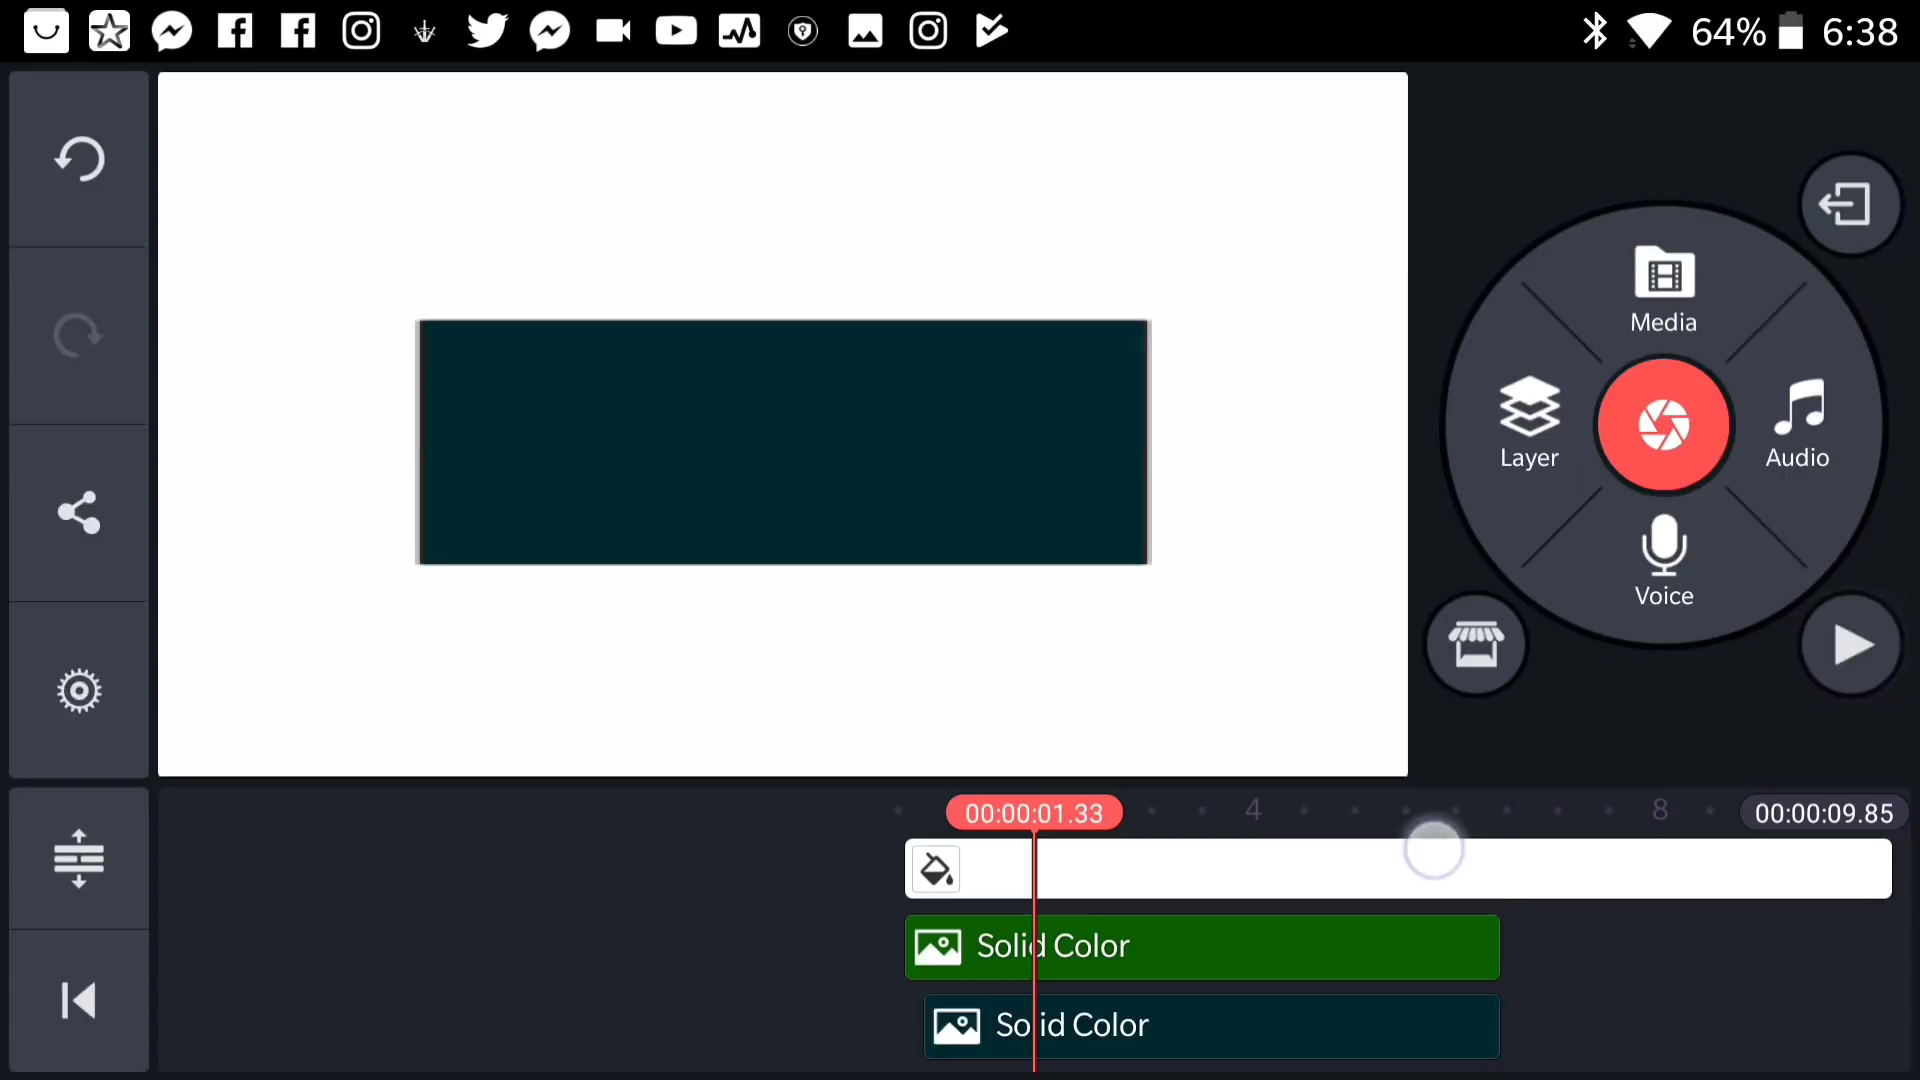 64% 6:38
Media
Layer
Audio
Voice
00:00:01.33 4 8 00:00:09.85
Solid Color
Solid Color